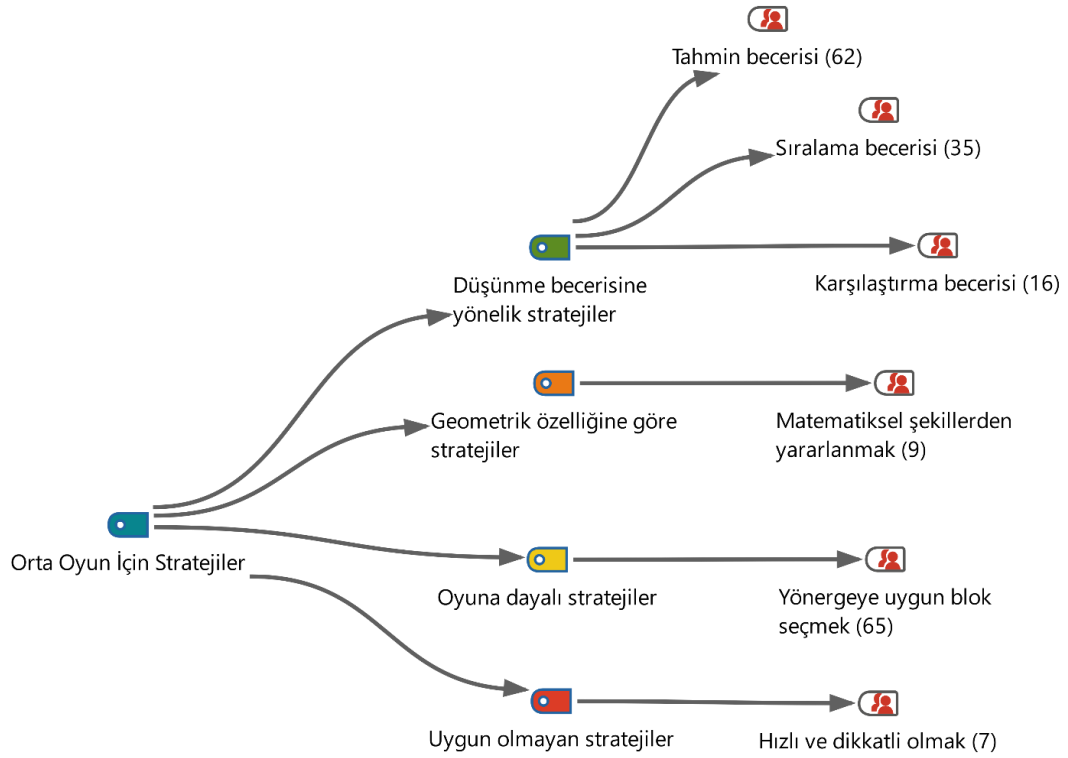 Tahmin becerisi (62)
Sıralama becerisi (35)
Karşılaştırma becerisi (16)
Düşünme becerisine
yönelik stratejiler
Geometrik özelliğine göre
stratejiler
Matematiksel şekillerden
yararlanmak (9)
Orta Oyun İçin Stratejiler
Oyuna dayalı stratejiler
Yönergeye uygun blok
seçmek (65)
Uygun olmayan stratejiler
Hızlı ve dikkatli olmak (7)